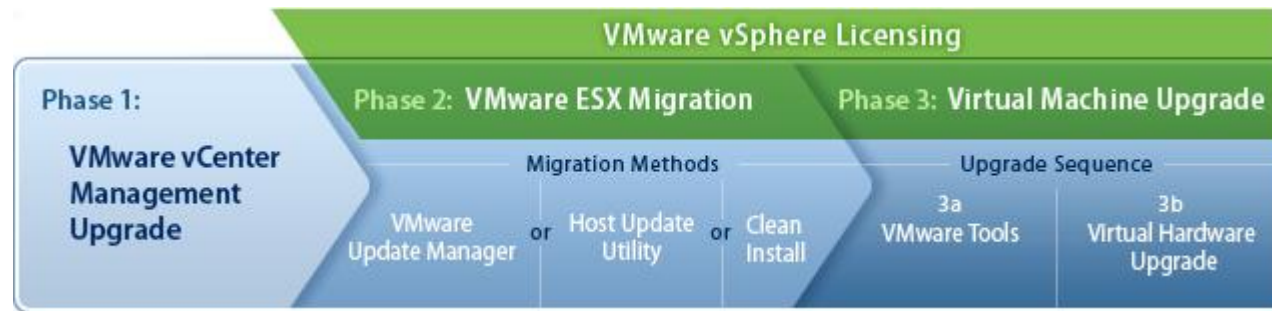 VMware vSphere Licensing
Phase 1:
VMware vCenter
Management
Upgrade
Phase 2: VMware ESX Migration
Migration Methods
VMware
Update Manager
or
Host Update
Utility
or
Clean
Install
Phase 3: Virtual Machine Upgrade
Upgrade Sequence
3a
VMware Tools
3b
Virtual Hardware
Upgrade